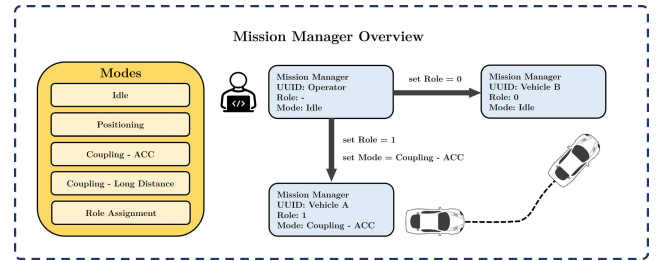 Mission Manager Overview
Modes
Idle
Positioning
Coupling - ACC
Coupling - Long Distance
Role Assignment
</>
Mission Manager
UUID: Operator
Role: -
Mode: Idle
set Role = 0
Mission Manager
UUID: Vehicle B
Role: 0
Mode: Idle
set Role = 1
set Mode = Coupling - ACC
Mission Manager
UUID: Vehicle A
Role: 1
Mode: Coupling - ACC